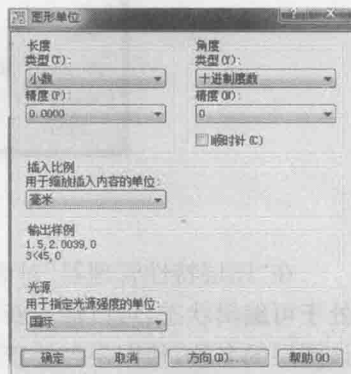 图形单位
长度
类型(T):
小数
精度(P):
0.0000
角度
类型(Y):
十进制度数
精度(N):
0
顺时针(C)
插入比例
用于缩放插入内容的单位:
毫米
输出样例
1.5,2.0039,0
3<45,0
光源
用于指定光源强度的单位:
国际
确定
取消
方向(D)...
帮助(H)